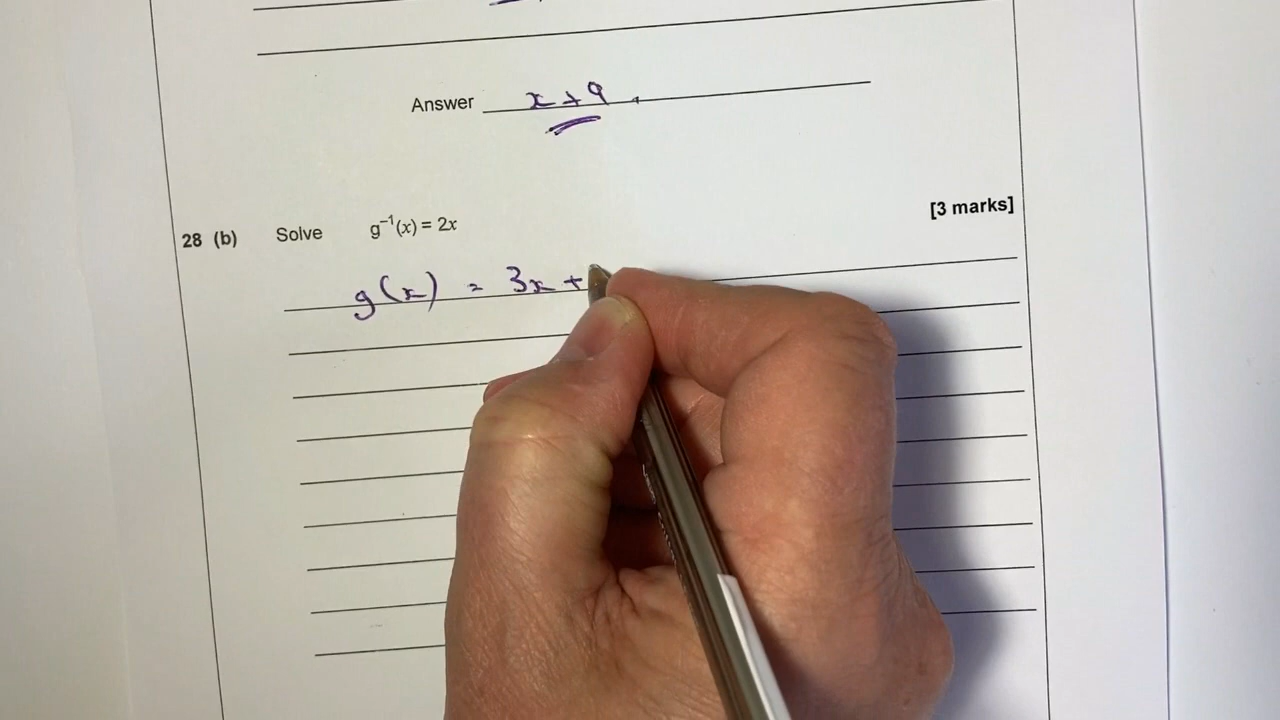 Answer x + 9
[3 marks]
28 (b) Solve g⁻¹(x) = 2x
g(x) = 3x +